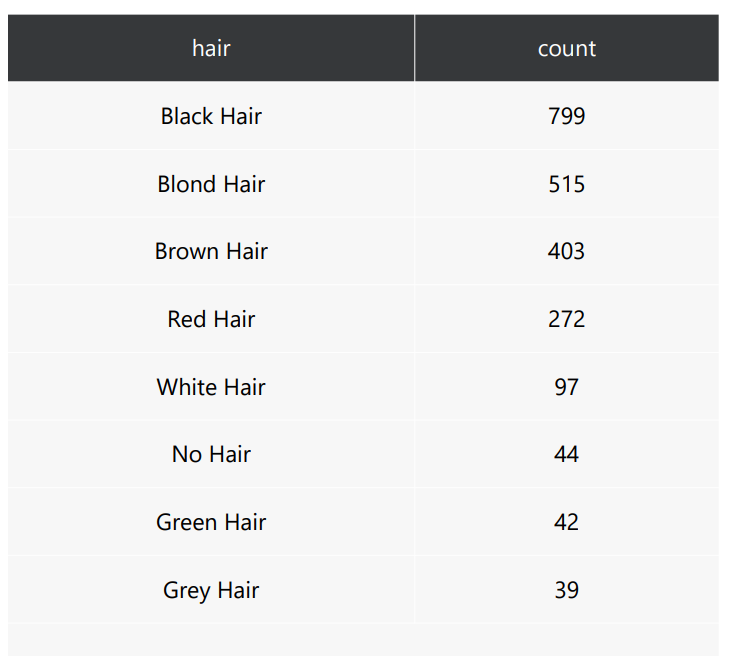 hair count
Black Hair 799
Blond Hair 515
Brown Hair 403
Red Hair 272
White Hair 97
No Hair 44
Green Hair 42
Grey Hair 39